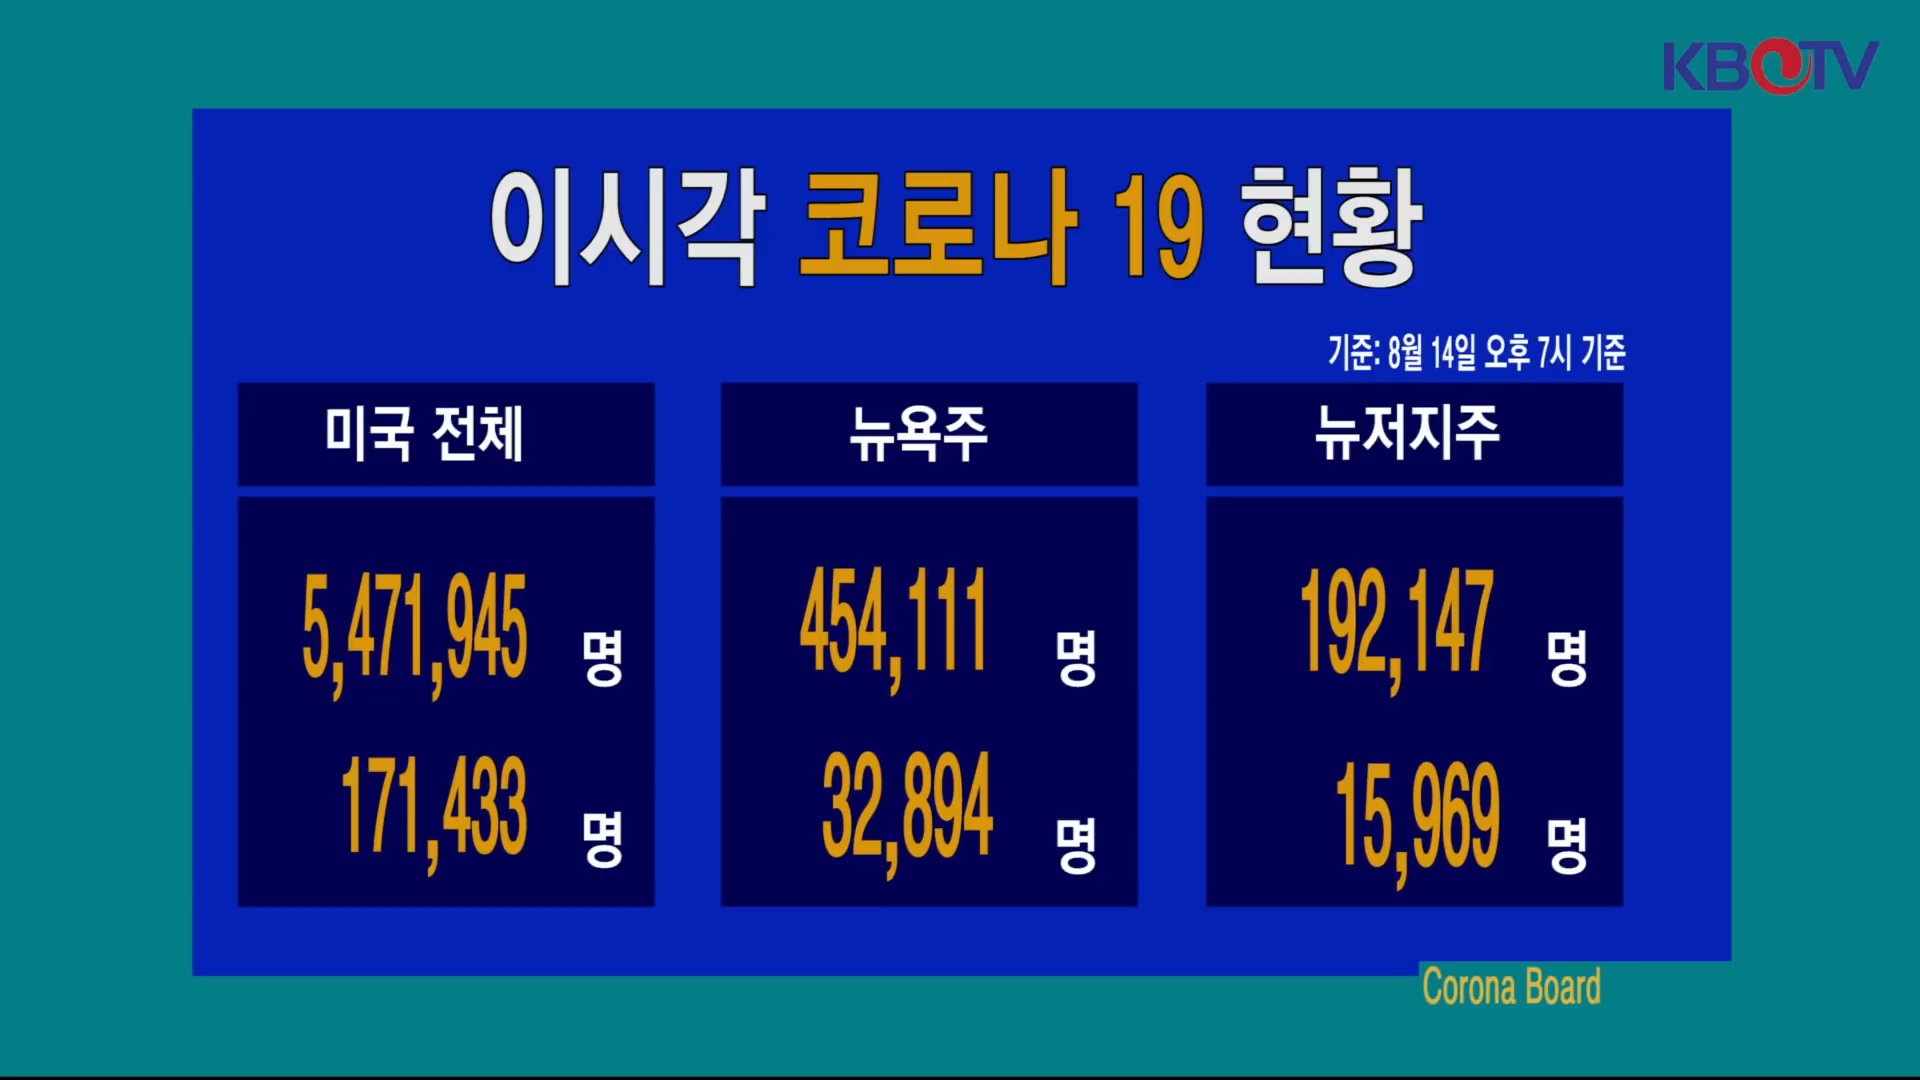 KBTV
이시각 코로나 19 현황
기준: 8월 14일 오후 7시 기준
미국 전체 뉴욕주 뉴저지주
5,471,945 명 454,111 명 192,147 명
171,433 명 32,894 명 15,969 명
Corona Board